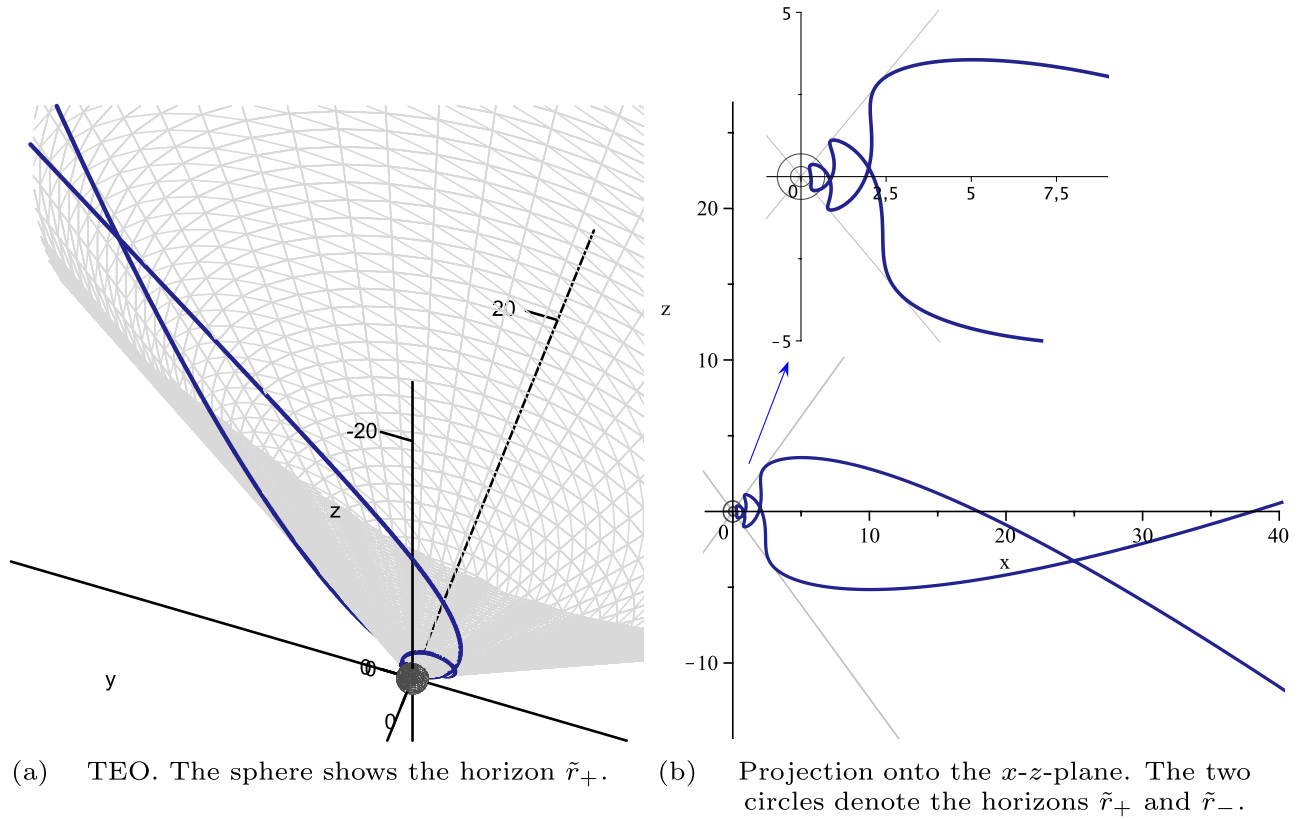 20
-20
z
0
0
y
0
5
0
2,5
5
7,5
-5
20
z
10
0
10
20
30
40
x
-10
(a) TEO. The sphere shows the horizon r̃₊.
(b) Projection onto the x-z-plane. The two
circles denote the horizons r̃₊ and r̃₋.